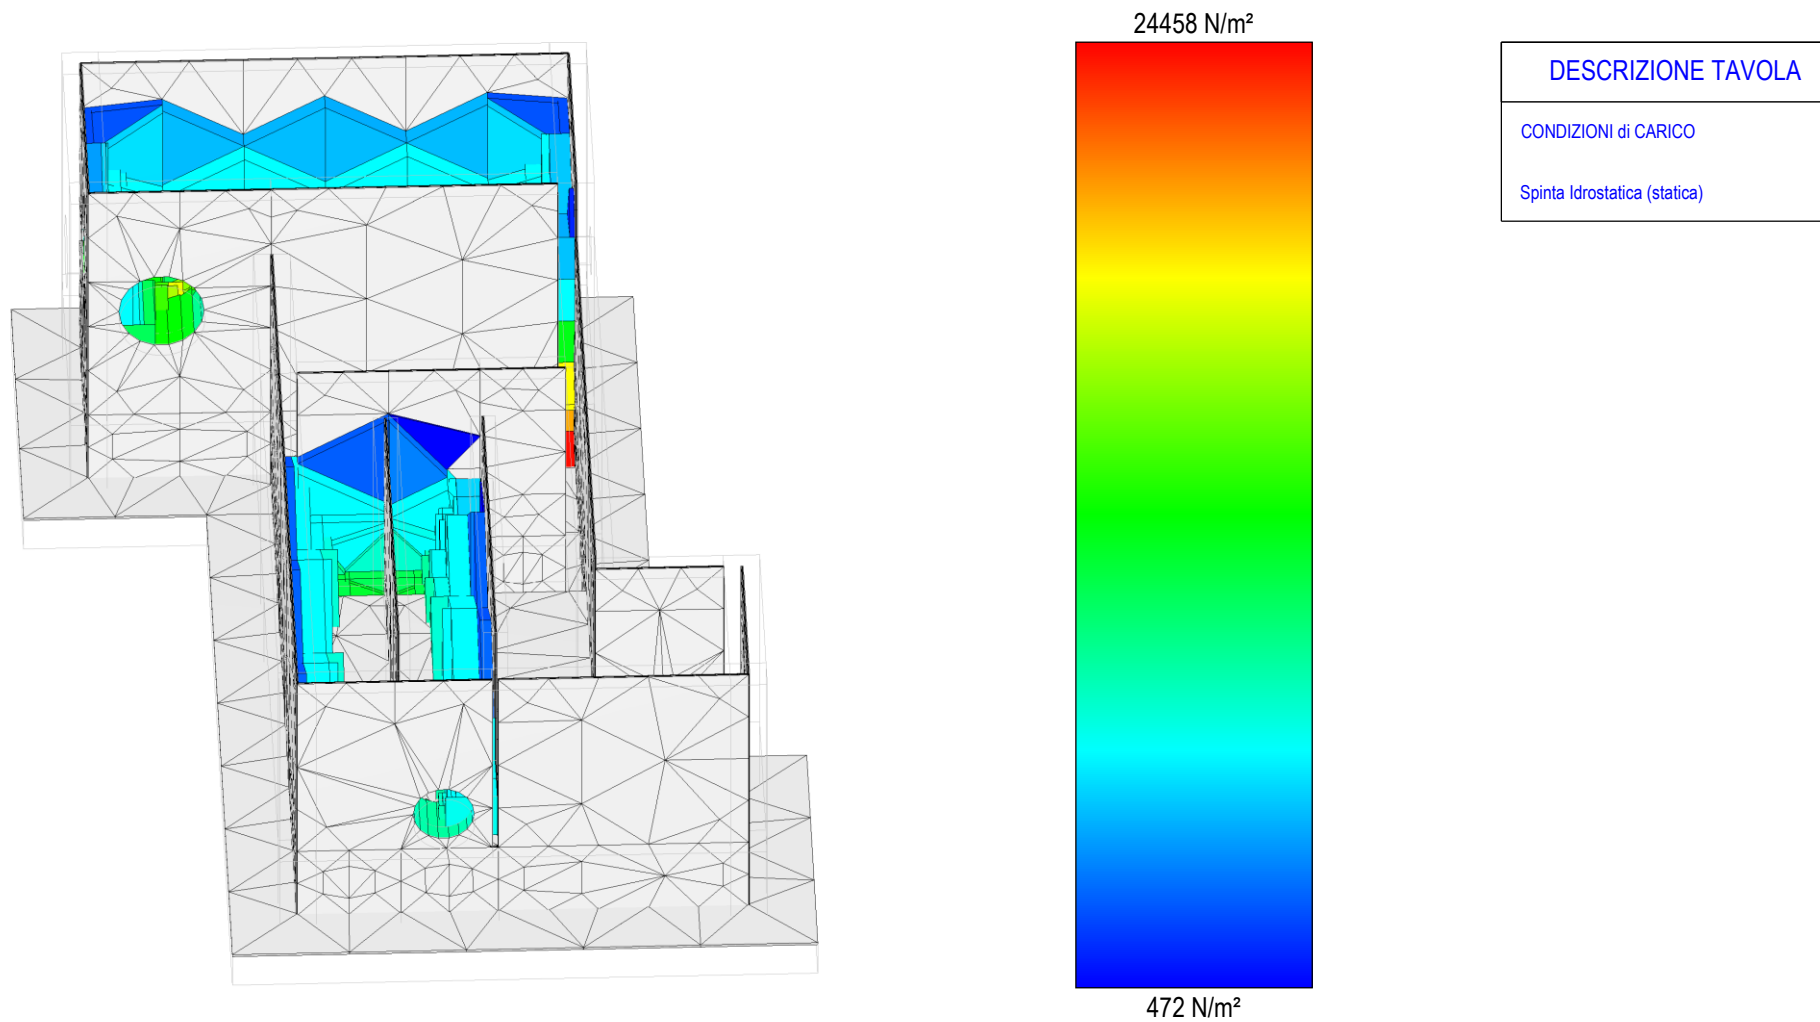 24458 N/m²
DESCRIZIONE TAVOLA
CONDIZIONI di CARICO
Spinta Idrostatica (statica)
472 N/m²